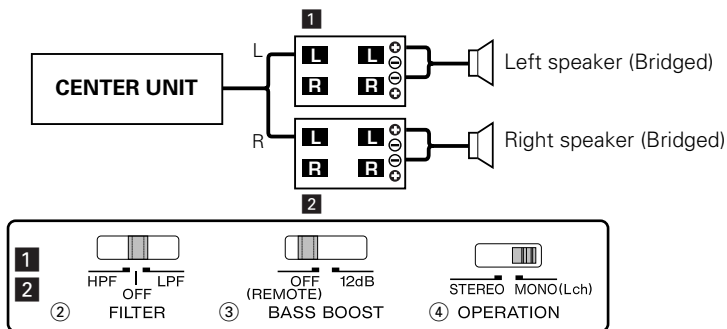 1
L
L L ⊕
⊖
CENTER UNIT
Left speaker (Bridged)
R R ⊖
⊕
R
L L ⊕
⊖
Right speaker (Bridged)
R R ⊖
⊕
2
1
2
HPF LPF
OFF
② FILTER
OFF 12dB
(REMOTE)
③ BASS BOOST
STEREO MONO(Lch)
④ OPERATION